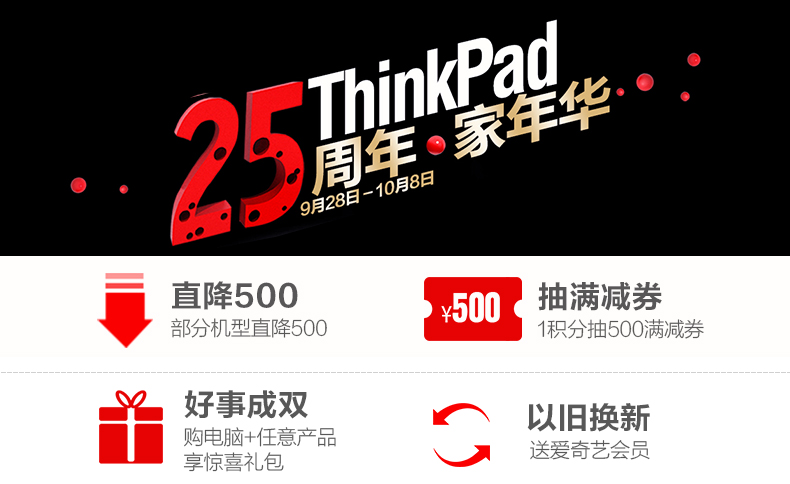 25
ThinkPad
周年·家年华
9月28日-10月8日
直降500
部分机型直降500
¥500
抽满减券
1积分抽500满减券
好事成双
购电脑+任意产品
享惊喜礼包
以旧换新
送爱奇艺会员